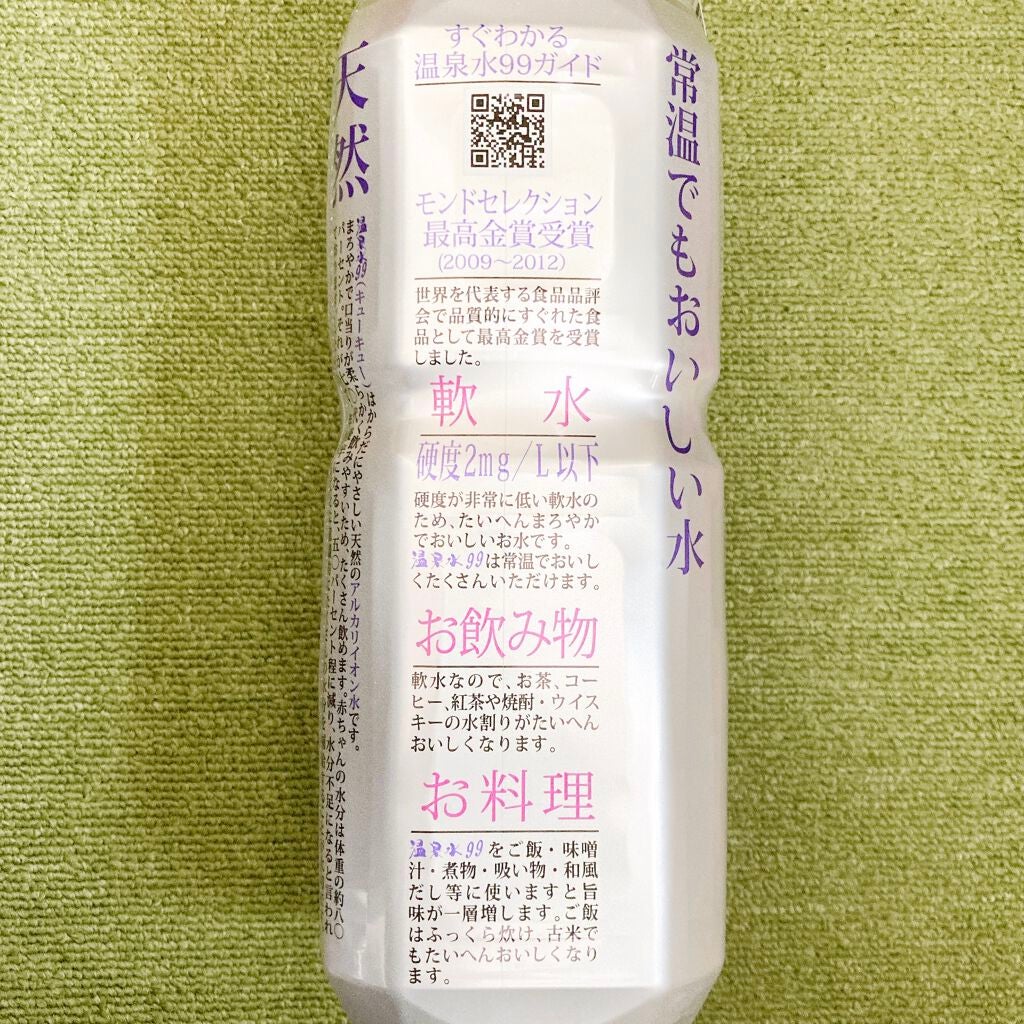 すぐわかる
温泉水99ガイド
モンドセレクション
最高金賞受賞
(2009～2012)
世界を代表する食品品評
会で品質的にすぐれた食
品として最高金賞を受賞
しました。
軟 水
硬度2mg/L以下
硬度が非常に低い軟水の
ため、たいへんまろやか
でおいしいお水です。
温泉水99は常温でおいし
くたくさんいただけます。
お飲み物
軟水なので、お茶、コー
ヒー、紅茶や焼酎・ウイス
キーの水割りがたいへん
おいしくなります。
お料理
温泉水99をご飯・味噌
汁・煮物・吸い物・和風
だし等に使いますと旨
味が一層増します。ご飯
はふっくら炊け、古米で
もたいへんおいしくなり
ます。
常温でもおいしい水
天然
温泉水99(キューキュー)はからだにやさしい天然のアルカリイオン水です。
まろやかで口当りが柔らかく飲みやすいため、たくさん飲めます。赤ちゃんの水分は体重の約八〇
パーセント。それが
になると、五〇パーセント程に減り、水分不足になると言われ